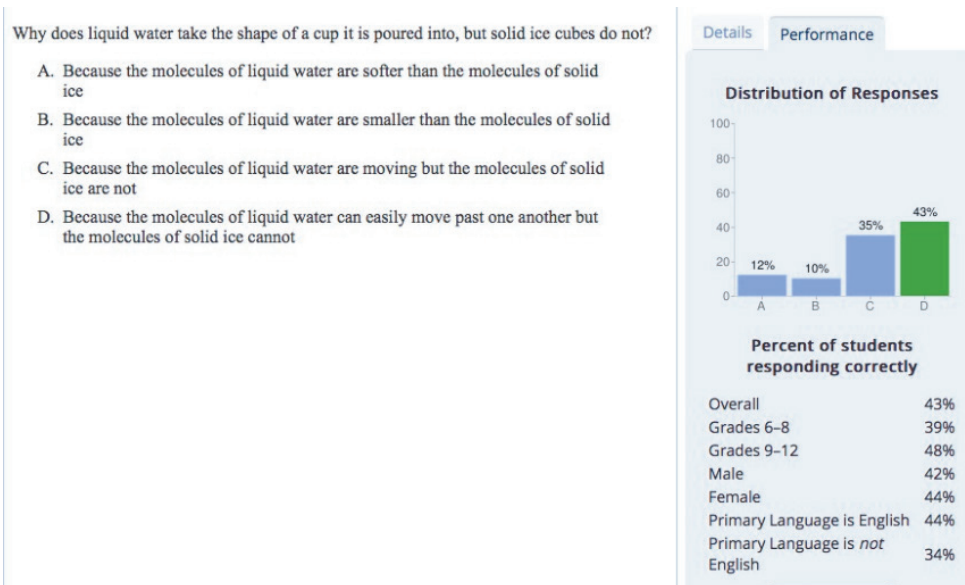 Why does liquid water take the shape of a cup it is poured into, but solid ice cubes do not?
A. Because the molecules of liquid water are softer than the molecules of solid
ice
B. Because the molecules of liquid water are smaller than the molecules of solid
ice
C. Because the molecules of liquid water are moving but the molecules of solid
ice are not
D. Because the molecules of liquid water can easily move past one another but
the molecules of solid ice cannot
Details Performance
Distribution of Responses
100
80
60
40
20
0
12%
10%
35%
43%
A B C D
Percent of students
responding correctly
Overall 43%
Grades 6–8 39%
Grades 9–12 48%
Male 42%
Female 44%
Primary Language is English 44%
Primary Language is not
English 34%